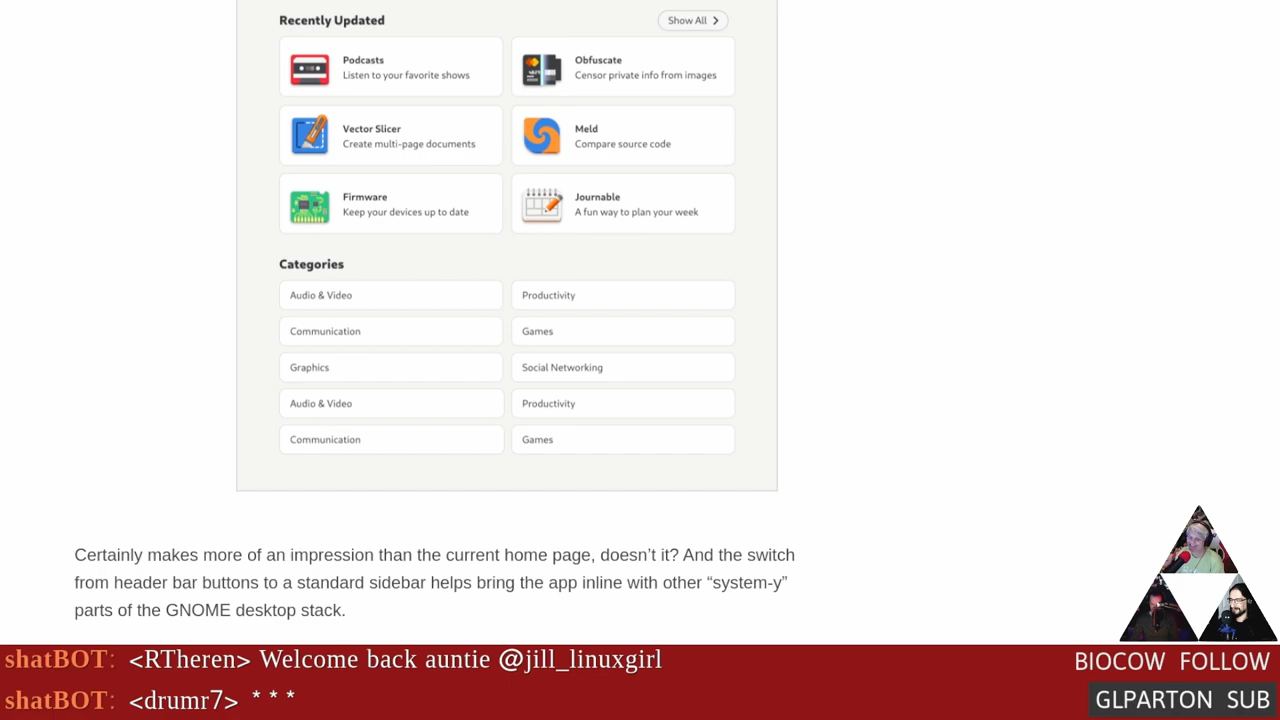 Recently Updated
Show All
Podcasts
Listen to your favorite shows
Obfuscate
Censor private info from images
Vector Slicer
Create multi-page documents
Meld
Compare source code
Firmware
Keep your devices up to date
Journable
A fun way to plan your week
Categories
Audio & Video
Productivity
Communication
Games
Graphics
Social Networking
Audio & Video
Productivity
Communication
Games
Certainly makes more of an impression than the current home page, doesn’t it? And the switch
from header bar buttons to a standard sidebar helps bring the app inline with other “system-y”
parts of the GNOME desktop stack.
shatBOT: <RTheren> Welcome back auntie @jill_linuxgirl
BIOCOW FOLLOW
shatBOT: <drumr7> * * *
GLPARTON SUB